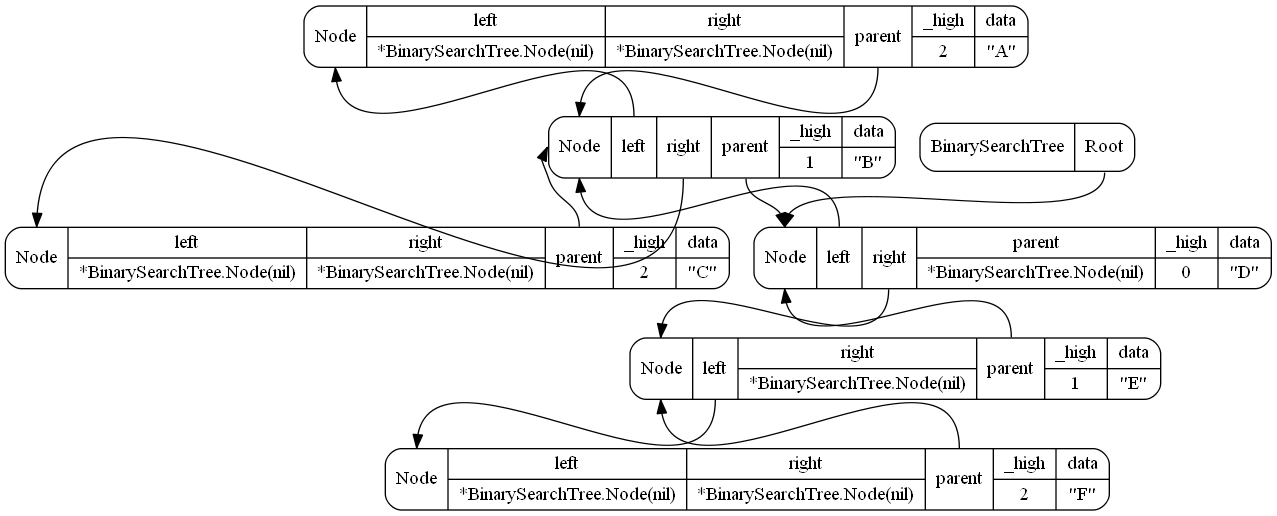 Node left right parent _high data
*BinarySearchTree.Node(nil) *BinarySearchTree.Node(nil) 2 "A"
Node left right parent _high data
1 "B"
BinarySearchTree Root
Node left right parent _high data
*BinarySearchTree.Node(nil) *BinarySearchTree.Node(nil) 2 "C"
Node left right parent _high data
*BinarySearchTree.Node(nil) 0 "D"
Node left right parent _high data
*BinarySearchTree.Node(nil) 1 "E"
Node left right parent _high data
*BinarySearchTree.Node(nil) *BinarySearchTree.Node(nil) 2 "F"